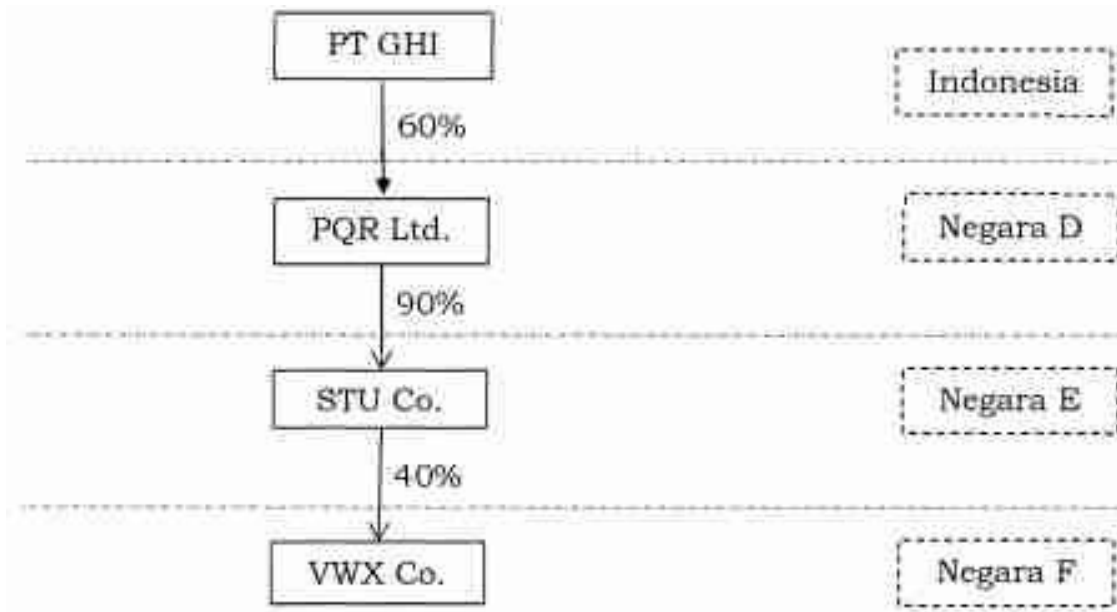 PT GHI
Indonesia
60%
PQR Ltd.
Negara D
90%
STU Co.
Negara E
40%
VWX Co.
Negara F